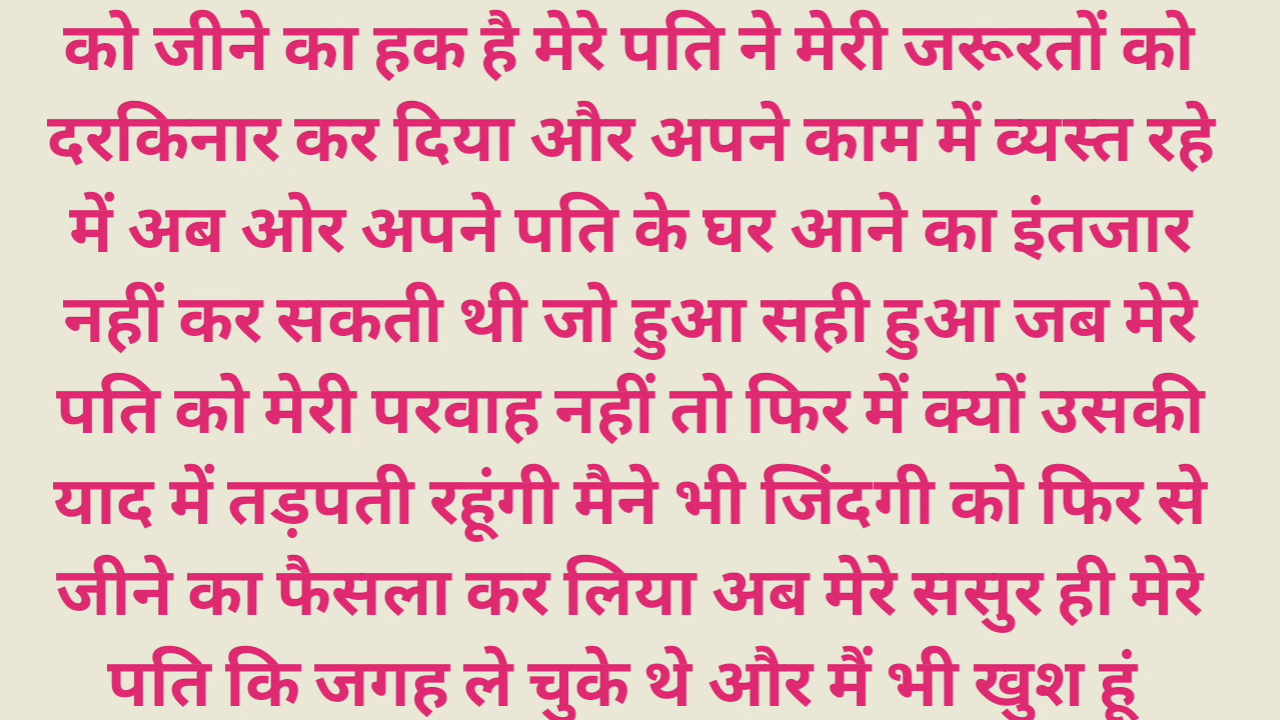 को जीने का हक है मेरे पति ने मेरी जरूरतों को
दरकिनार कर दिया और अपने काम में व्यस्त रहे
में अब ओर अपने पति के घर आने का इंतजार
नहीं कर सकती थी जो हुआ सही हुआ जब मेरे
पति को मेरी परवाह नहीं तो फिर में क्यों उसकी
याद में तड़पती रहूंगी मैने भी जिंदगी को फिर से
जीने का फैसला कर लिया अब मेरे ससुर ही मेरे
पति कि जगह ले चुके थे और मैं भी खुश हूं